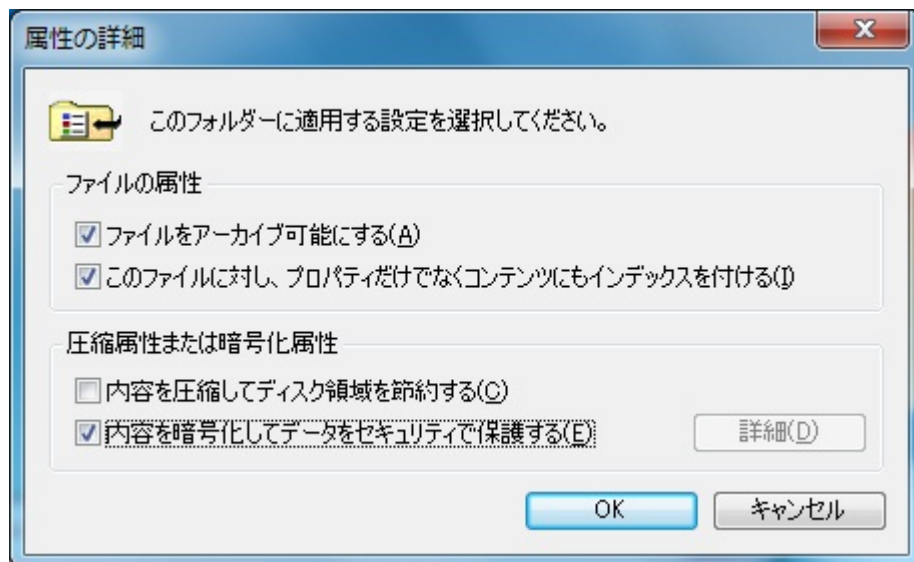 属性の詳細
このフォルダーに適用する設定を選択してください。
ファイルの属性
ファイルをアーカイブ可能にする(A)
このファイルに対し、プロパティだけでなくコンテンツにもインデックスを付ける(I)
圧縮属性または暗号化属性
内容を圧縮してディスク領域を節約する(C)
内容を暗号化してデータをセキュリティで保護する(E)
詳細(D)
OK
キャンセル